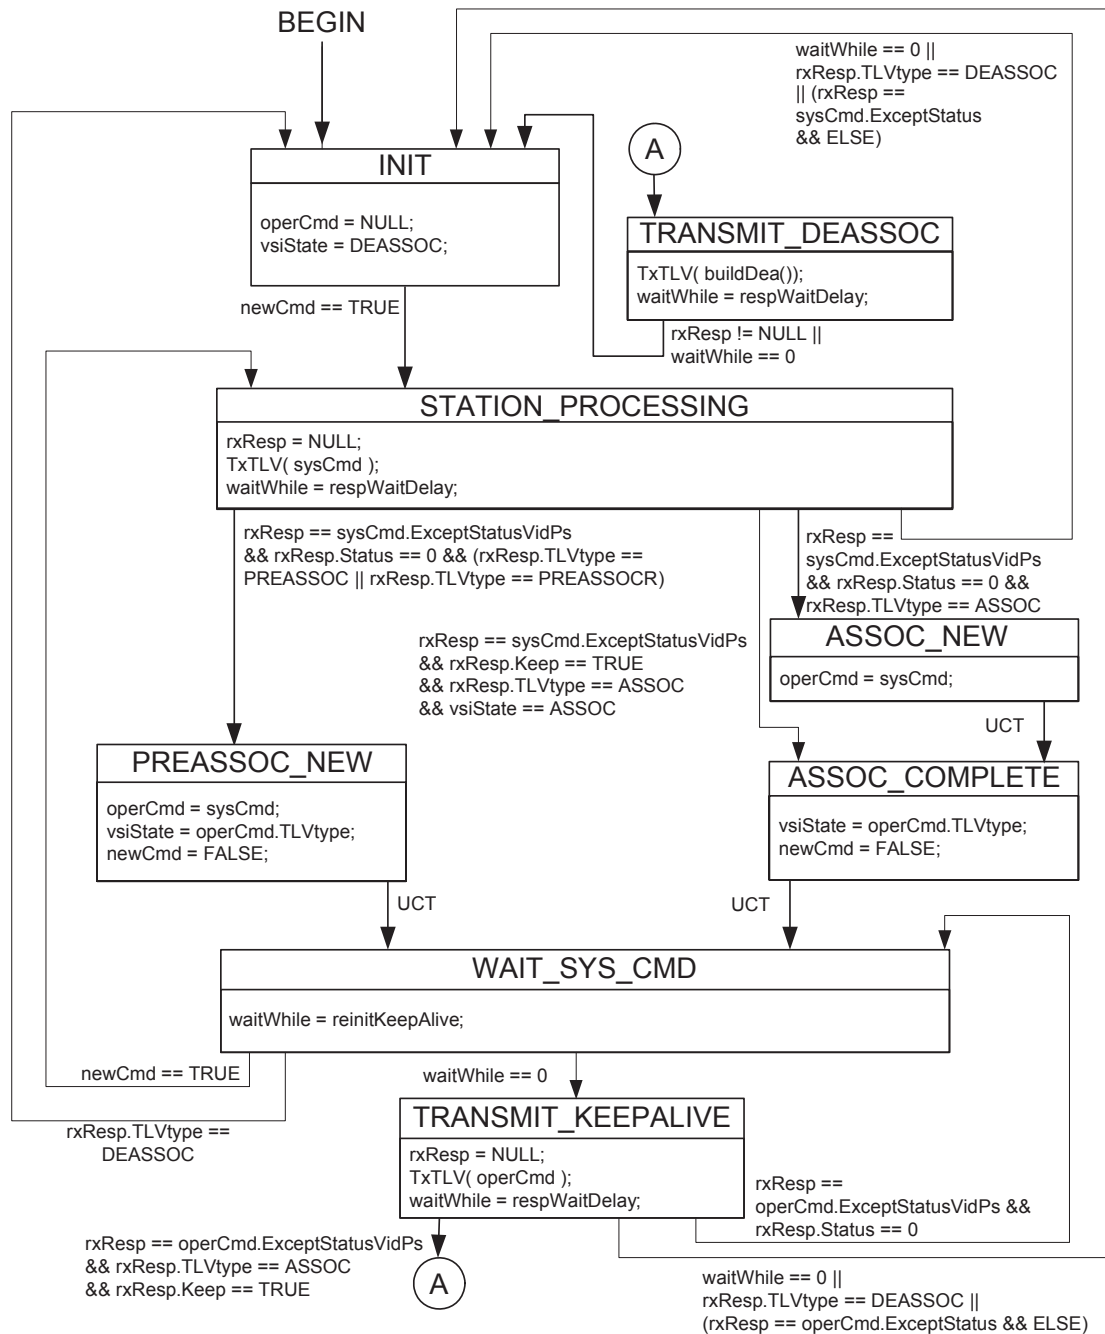 BEGIN
waitWhile == 0 ||
rxResp.TLVtype == DEASSOC
|| (rxResp ==
sysCmd.ExceptStatus
&& ELSE)
A
INIT
operCmd = NULL;
vsiState = DEASSOC;
TRANSMIT_DEASSOC
TxTLV( buildDea());
waitWhile = respWaitDelay;
newCmd == TRUE
rxResp != NULL ||
waitWhile == 0
STATION_PROCESSING
rxResp = NULL;
TxTLV( sysCmd );
waitWhile = respWaitDelay;
rxResp == sysCmd.ExceptStatusVidPs
&& rxResp.Status == 0 && (rxResp.TLVtype ==
PREASSOC || rxResp.TLVtype == PREASSOCR)
rxResp ==
sysCmd.ExceptStatusVidPs
&& rxResp.Status == 0 &&
rxResp.TLVtype == ASSOC
rxResp == sysCmd.ExceptStatusVidPs
&& rxResp.Keep == TRUE
&& rxResp.TLVtype == ASSOC
&& vsiState == ASSOC
ASSOC_NEW
operCmd = sysCmd;
UCT
PREASSOC_NEW
operCmd = sysCmd;
vsiState = operCmd.TLVtype;
newCmd = FALSE;
ASSOC_COMPLETE
vsiState = operCmd.TLVtype;
newCmd = FALSE;
UCT
UCT
WAIT_SYS_CMD
waitWhile = reinitKeepAlive;
newCmd == TRUE
waitWhile == 0
rxResp.TLVtype ==
DEASSOC
TRANSMIT_KEEPALIVE
rxResp = NULL;
TxTLV( operCmd );
waitWhile = respWaitDelay;
rxResp ==
operCmd.ExceptStatusVidPs &&
rxResp.Status == 0
rxResp == operCmd.ExceptStatusVidPs
&& rxResp.TLVtype == ASSOC
&& rxResp.Keep == TRUE
A
waitWhile == 0 ||
rxResp.TLVtype == DEASSOC ||
(rxResp == operCmd.ExceptStatus && ELSE)